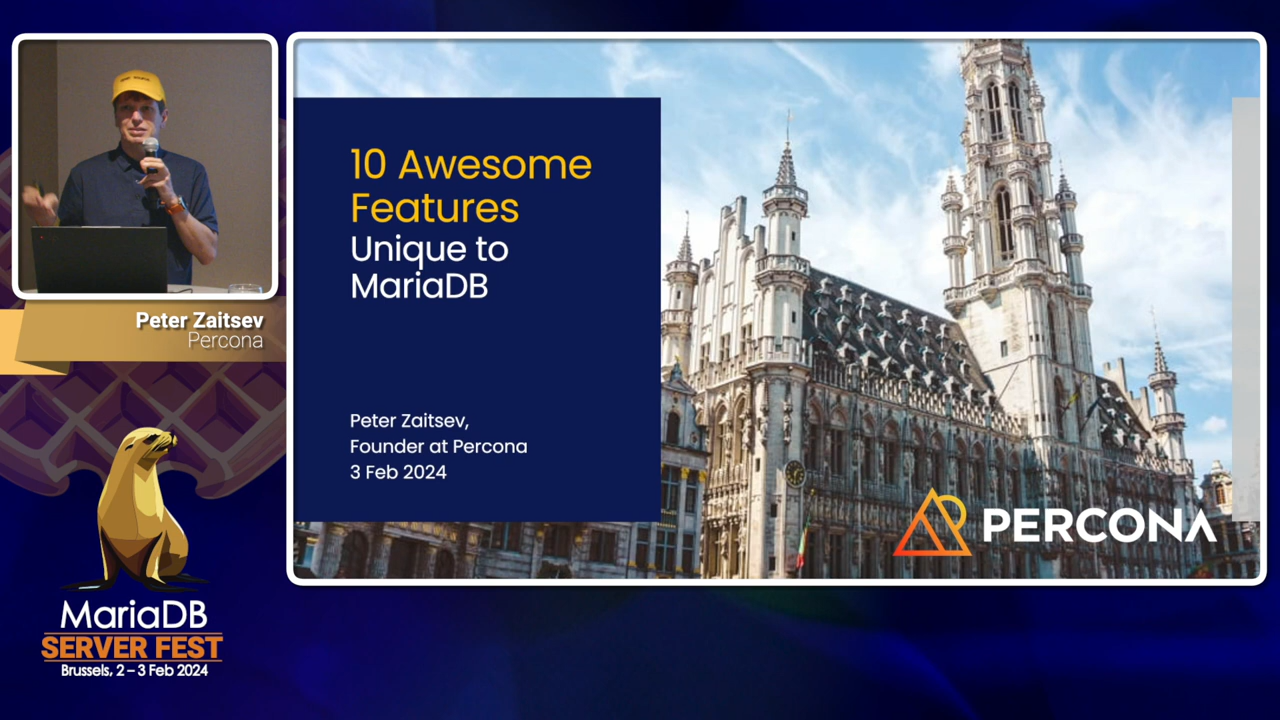 10 Awesome
Features
Unique to
MariaDB
Peter Zaitsev,
Founder at Percona
3 Feb 2024
PERCONA
Peter Zaitsev
Percona
MariaDB
SERVER FEST
Brussels, 2 – 3 Feb 2024